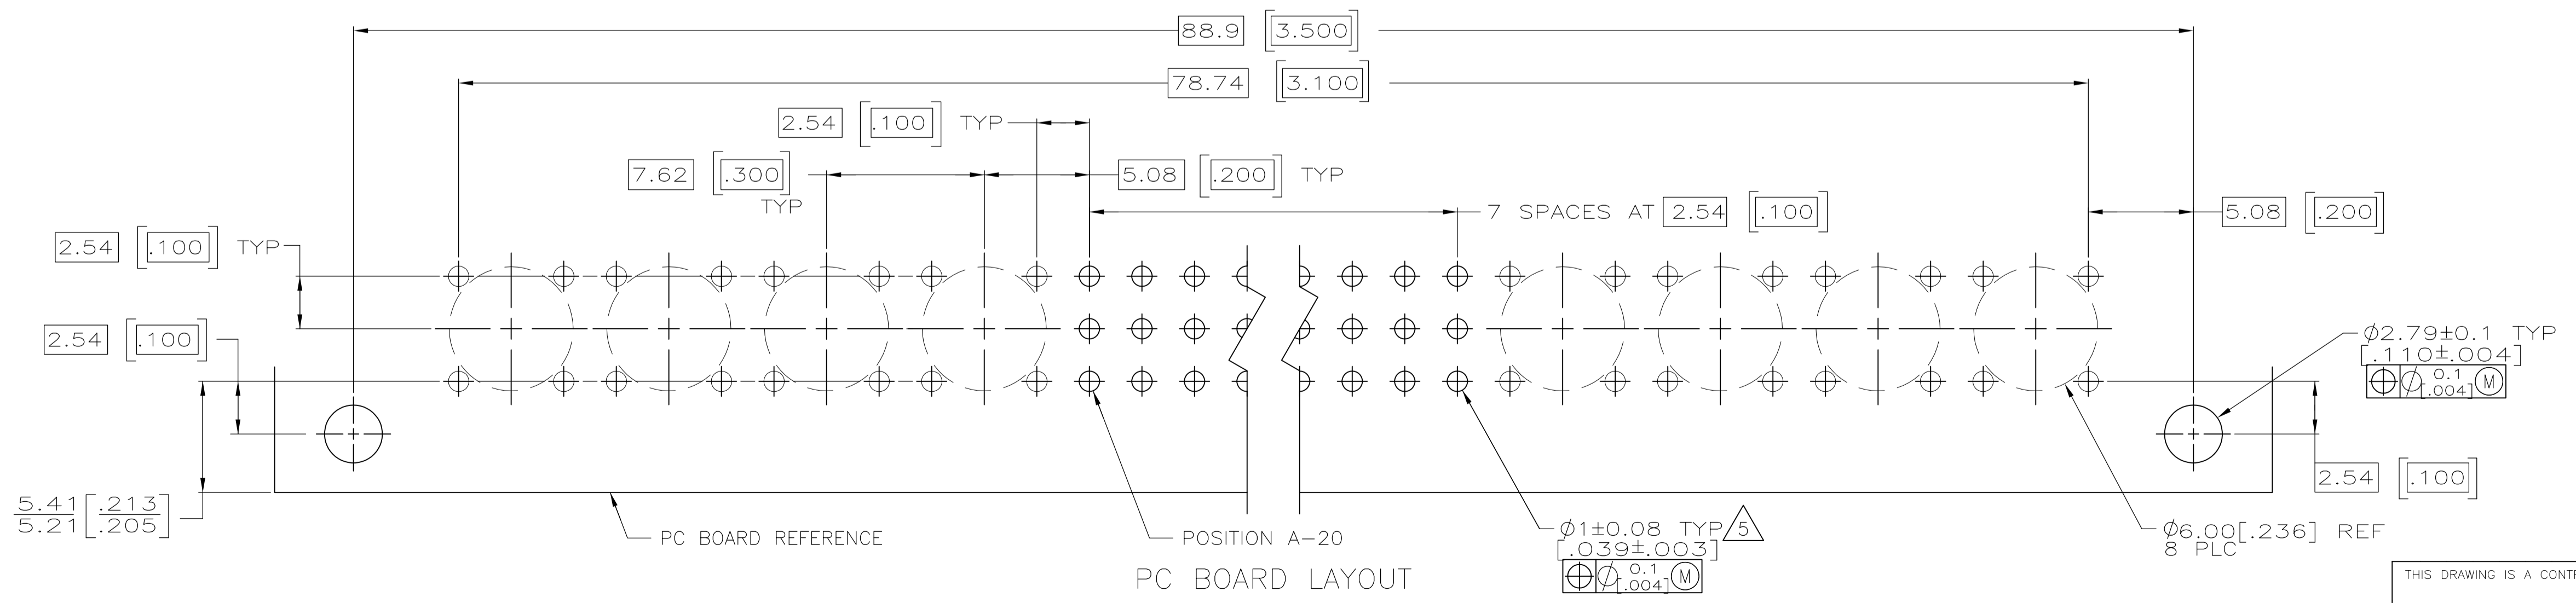 88.9 [3.500]
78.74 [3.100]
2.54 [.100] TYP
7.62 [.300]
TYP
5.08 [.200] TYP
7 SPACES AT 2.54 [.100]
5.08 [.200]
2.54 [.100] TYP
2.54 [.100]
5.41 [.213]
5.21 [.205]
PC BOARD REFERENCE
POSITION A-20
Ø1±0.08 TYP 5
[.039±.003]
⌖ Ø 0.1 Ⓜ
[.004]
Ø2.79±0.1 TYP
[.110±.004]
⌖ Ø 0.1 Ⓜ
[.004]
2.54 [.100]
Ø6.00[.236] REF
8 PLC
PC BOARD LAYOUT